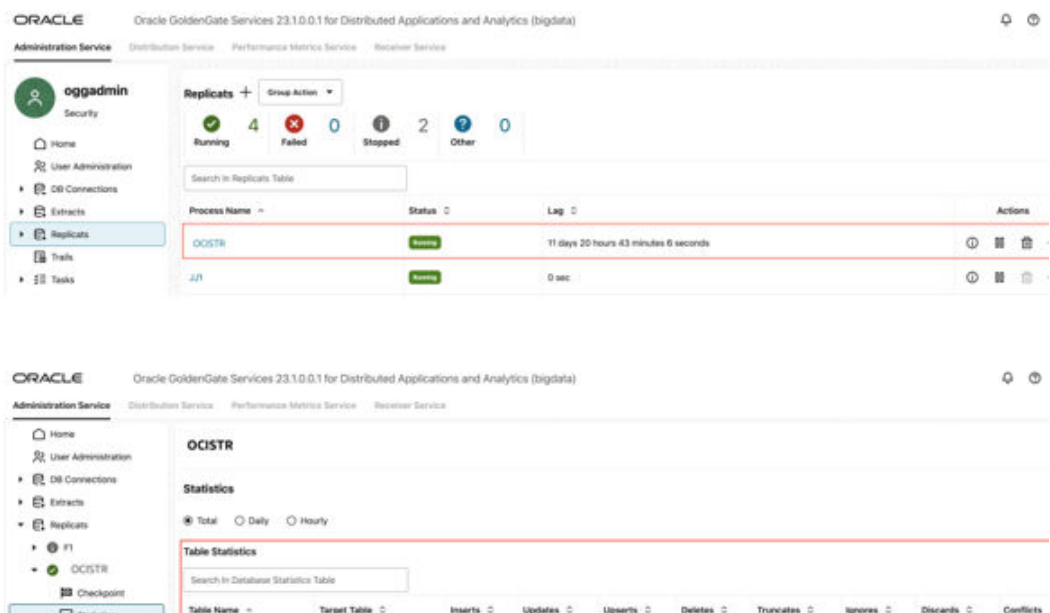 ORACLE Oracle GoldenGate Services 23.1.0.0.1 for Distributed Applications and Analytics (bigdata)
Administration Service Distribution Service Performance Metrics Service Receiver Service
oggadmin
Security
Home
User Administration
DB Connections
Extracts
Replicats
Trails
Tasks
Replicats + Group Action
4 0 2 0
Running Failed Stopped Other
Search In Replicats Table
Process Name Status Lag Actions
OCISTR Running 11 days 20 hours 43 minutes 6 seconds
JJ1 Running 0 sec
ORACLE Oracle GoldenGate Services 23.1.0.0.1 for Distributed Applications and Analytics (bigdata)
Administration Service Distribution Service Performance Metrics Service Receiver Service
Home
User Administration
DB Connections
Extracts
Replicats
F1
OCISTR
Checkpoint
OCISTR
Statistics
Total Daily Hourly
Table Statistics
Search In Database Statistics Table
Table Name Target Table Inserts Updates Upserts Deletes Truncates Ignores Discards Conflicts